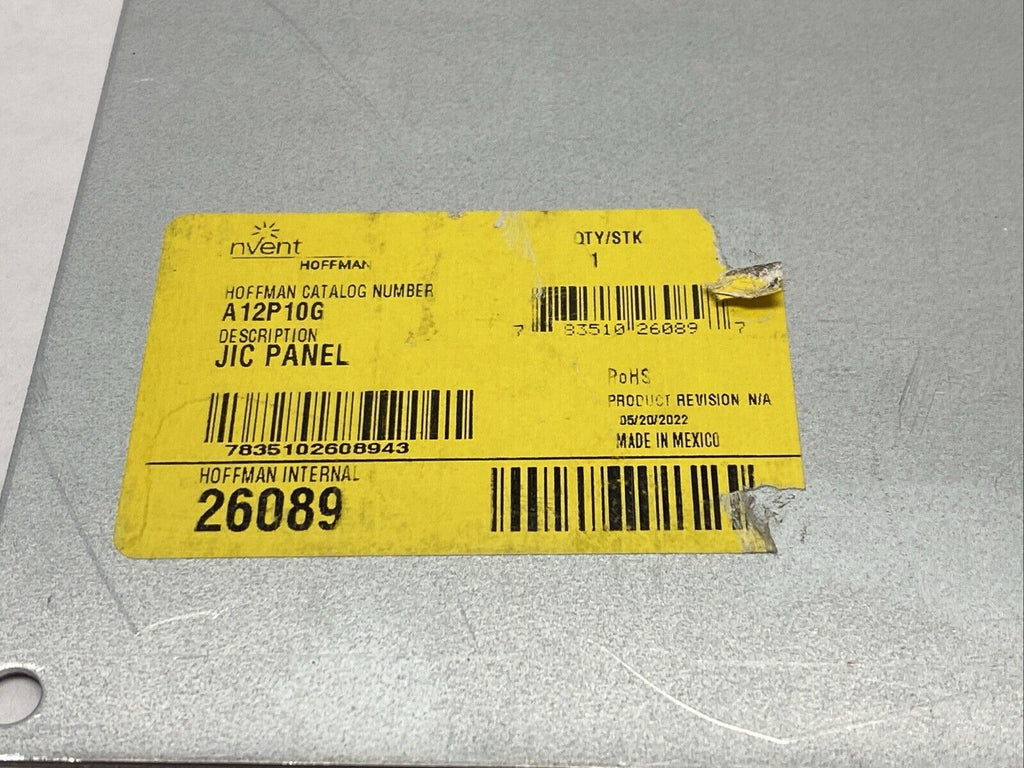 nVent
HOFFMAN
HOFFMAN CATALOG NUMBER
A12P10G
DESCRIPTION
JIC PANEL
7835102608943
HOFFMAN INTERNAL
26089
QTY/STK
1
7 83510 26089 7
RoHS
PRODUCT REVISION N/A
05/20/2022
MADE IN MEXICO